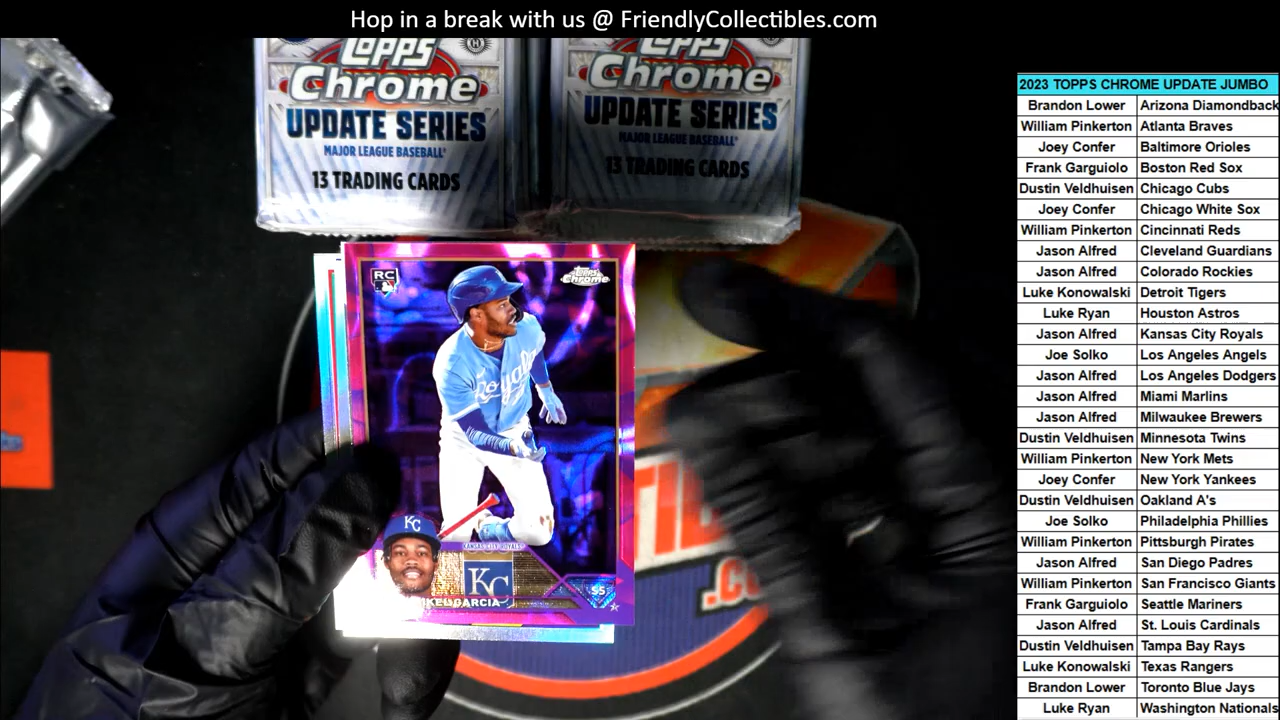 Hop in a break with us @ FriendlyCollectibles.com
Topps
Chrome
UPDATE SERIES
MAJOR LEAGUE BASEBALL
13 TRADING CARDS
Topps
Chrome
UPDATE SERIES
MAJOR LEAGUE BASEBALL
13 TRADING CARDS
RC
Topps
Chrome
Royals
KC
KANSAS CITY ROYALS
KC
GARCIA
SS
2023 TOPPS CHROME UPDATE JUMBO
Brandon Lower Arizona Diamondback
William Pinkerton Atlanta Braves
Joey Confer Baltimore Orioles
Frank Garguiolo Boston Red Sox
Dustin Veldhuisen Chicago Cubs
Joey Confer Chicago White Sox
William Pinkerton Cincinnati Reds
Jason Alfred Cleveland Guardians
Jason Alfred Colorado Rockies
Luke Konowalski Detroit Tigers
Luke Ryan Houston Astros
Jason Alfred Kansas City Royals
Joe Solko Los Angeles Angels
Jason Alfred Los Angeles Dodgers
Jason Alfred Miami Marlins
Jason Alfred Milwaukee Brewers
Dustin Veldhuisen Minnesota Twins
William Pinkerton New York Mets
Joey Confer New York Yankees
Dustin Veldhuisen Oakland A's
Joe Solko Philadelphia Phillies
William Pinkerton Pittsburgh Pirates
Jason Alfred San Diego Padres
William Pinkerton San Francisco Giants
Frank Garguiolo Seattle Mariners
Jason Alfred St. Louis Cardinals
Dustin Veldhuisen Tampa Bay Rays
Luke Konowalski Texas Rangers
Brandon Lower Toronto Blue Jays
Luke Ryan Washington Nationals